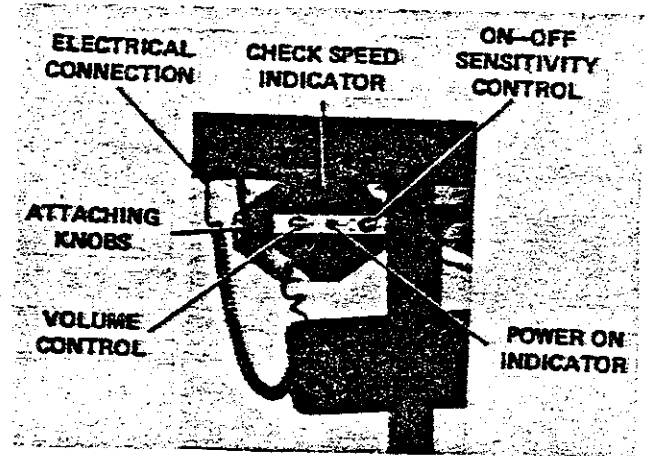 ELECTRICAL
CONNECTION
CHECK SPEED
INDICATOR
ON-OFF
SENSITIVITY
CONTROL
ATTACHING
KNOBS
VOLUME
CONTROL
POWER ON
INDICATOR